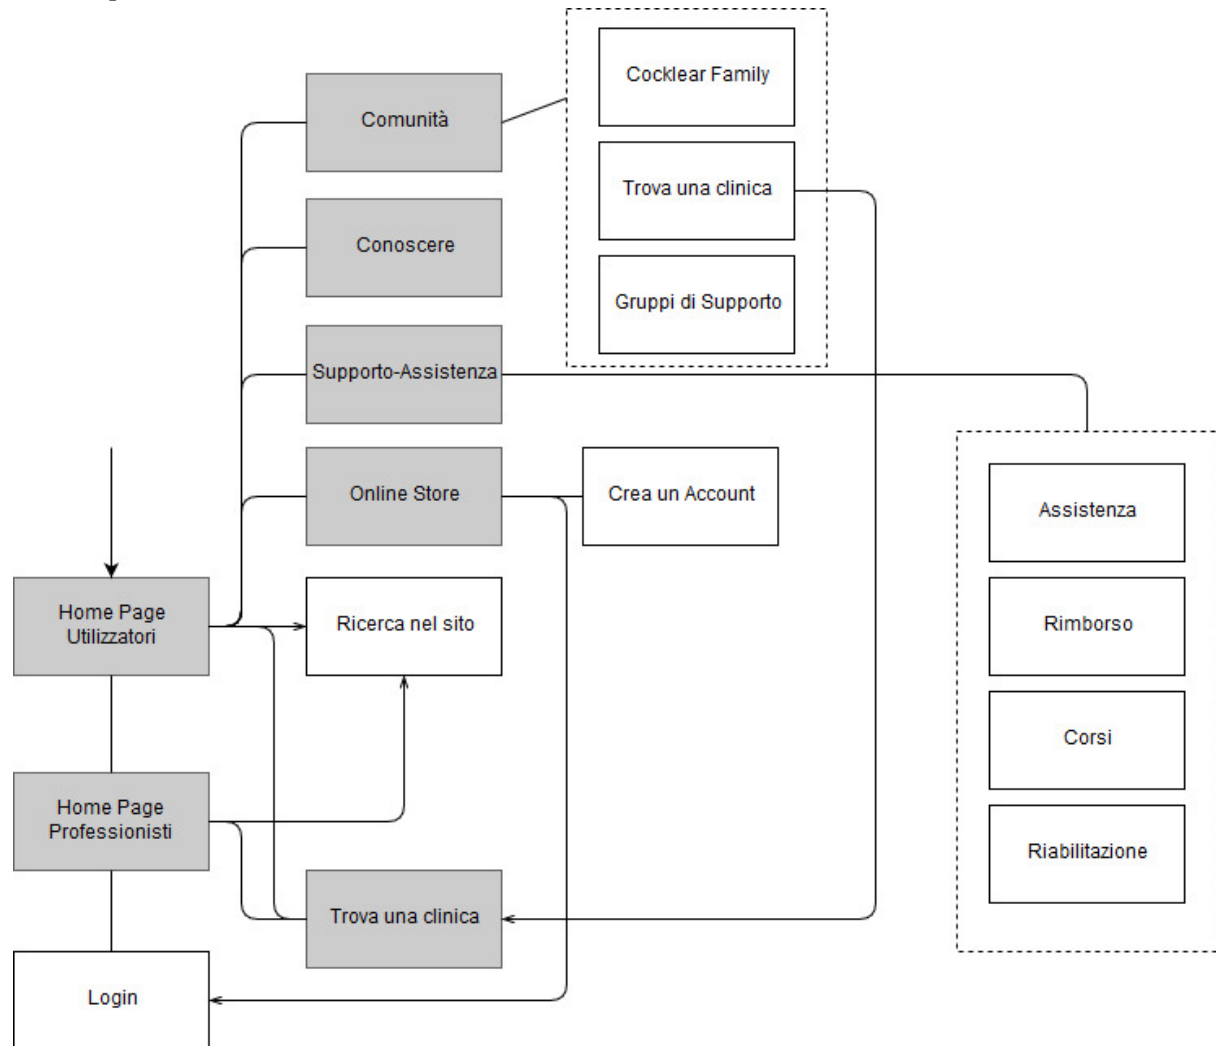 Cocklear Family
Comunità
Trova una clinica
Conoscere
Gruppi di Supporto
Supporto-Assistenza
Online Store
Crea un Account
Assistenza
Home Page
Utilizzatori
Ricerca nel sito
Rimborso
Corsi
Home Page
Professionisti
Riabilitazione
Trova una clinica
Login